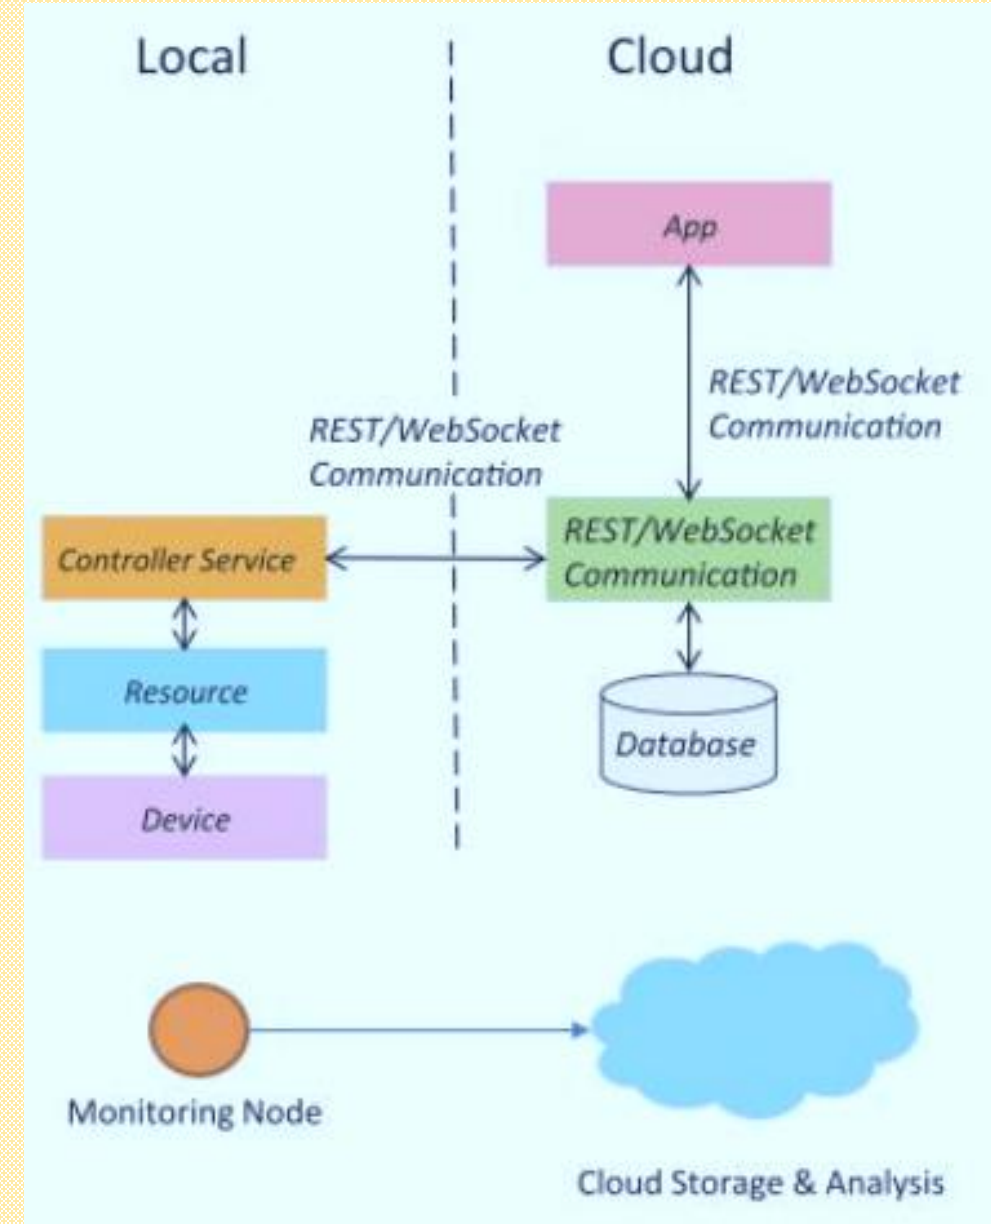 Local
Cloud
App
REST/WebSocket
Communication
REST/WebSocket
Communication
Controller Service
REST/WebSocket
Communication
Resource
Database
Device
Monitoring Node
Cloud Storage & Analysis